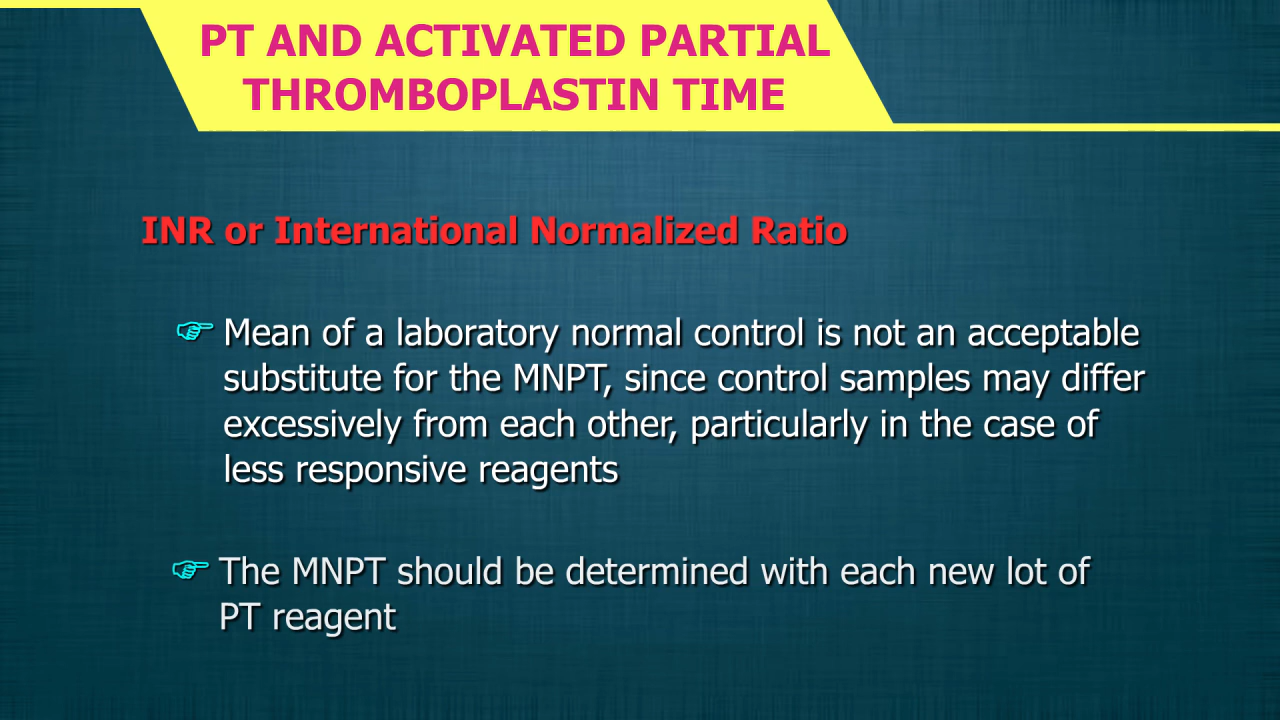 PT AND ACTIVATED PARTIAL
THROMBOPLASTIN TIME
INR or International Normalized Ratio
☞ Mean of a laboratory normal control is not an acceptable
substitute for the MNPT, since control samples may differ
excessively from each other, particularly in the case of
less responsive reagents
☞ The MNPT should be determined with each new lot of
PT reagent